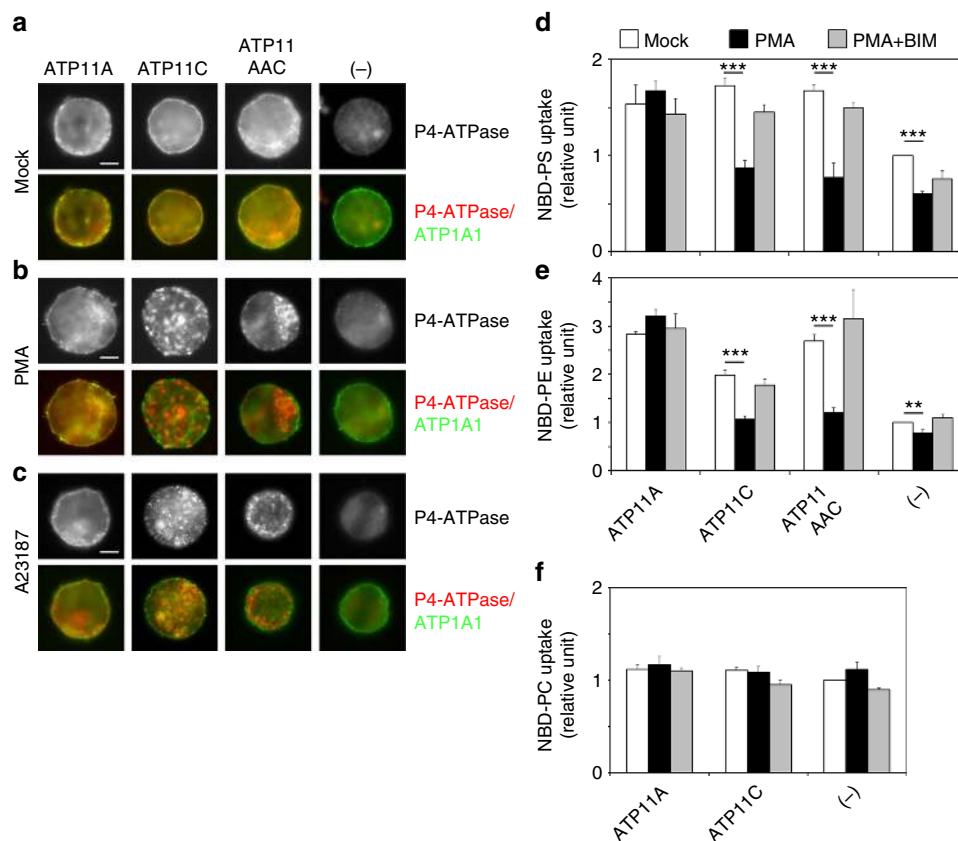 a
ATP11A
ATP11C
ATP11
AAC
(–)
Mock
P4-ATPase
P4-ATPase/
ATP1A1
b
PMA
P4-ATPase
P4-ATPase/
ATP1A1
c
A23187
P4-ATPase
P4-ATPase/
ATP1A1
d
Mock
PMA
PMA+BIM
NBD-PS uptake
(relative unit)
2
1
0
***
***
***
e
NBD-PE uptake
(relative unit)
4
3
2
1
0
***
***
**
ATP11A
ATP11C
ATP11
AAC
(–)
f
NBD-PC uptake
(relative unit)
2
1
0
ATP11A
ATP11C
(–)